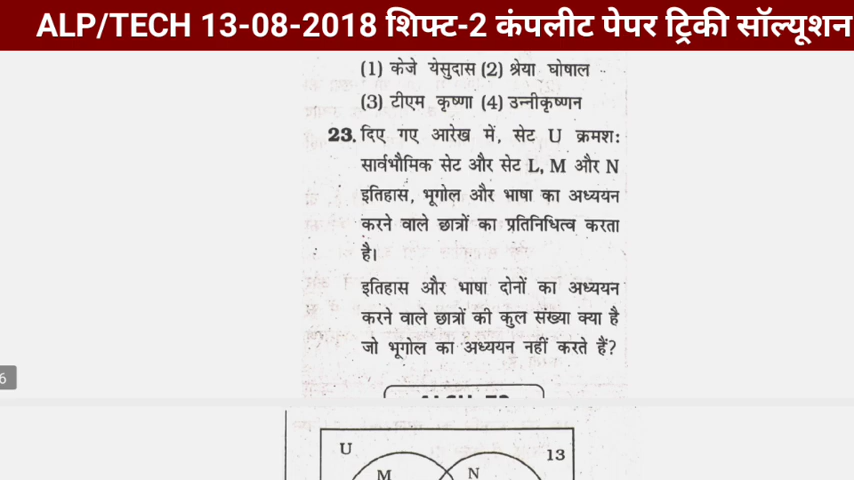 ALP/TECH 13-08-2018 शिफ्ट-2 कंपलीट पेपर ट्रिकी सॉल्यूशन
(1) केजे येसुदास (2) श्रेया घोषाल
(3) टीएम कृष्णा (4) उन्नीकृष्णन
23. दिए गए आरेख में, सेट U क्रमश:
सार्वभौमिक सेट और सेट L, M और N
इतिहास, भूगोल और भाषा का अध्ययन
करने वाले छात्रों का प्रतिनिधित्व करता
है।
इतिहास और भाषा दोनों का अध्ययन
करने वाले छात्रों की कुल संख्या क्या है
जो भूगोल का अध्ययन नहीं करते हैं?
6
U
13
M
N